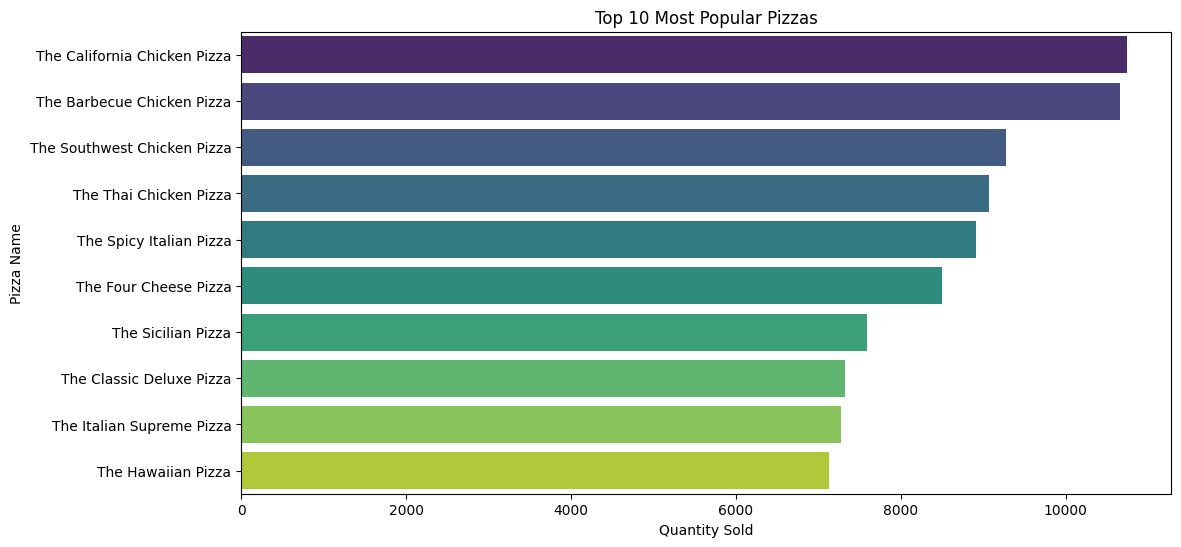 Top 10 Most Popular Pizzas
Pizza Name
The California Chicken Pizza
The Barbecue Chicken Pizza
The Southwest Chicken Pizza
The Thai Chicken Pizza
The Spicy Italian Pizza
The Four Cheese Pizza
The Sicilian Pizza
The Classic Deluxe Pizza
The Italian Supreme Pizza
The Hawaiian Pizza
0 2000 4000 6000 8000 10000
Quantity Sold